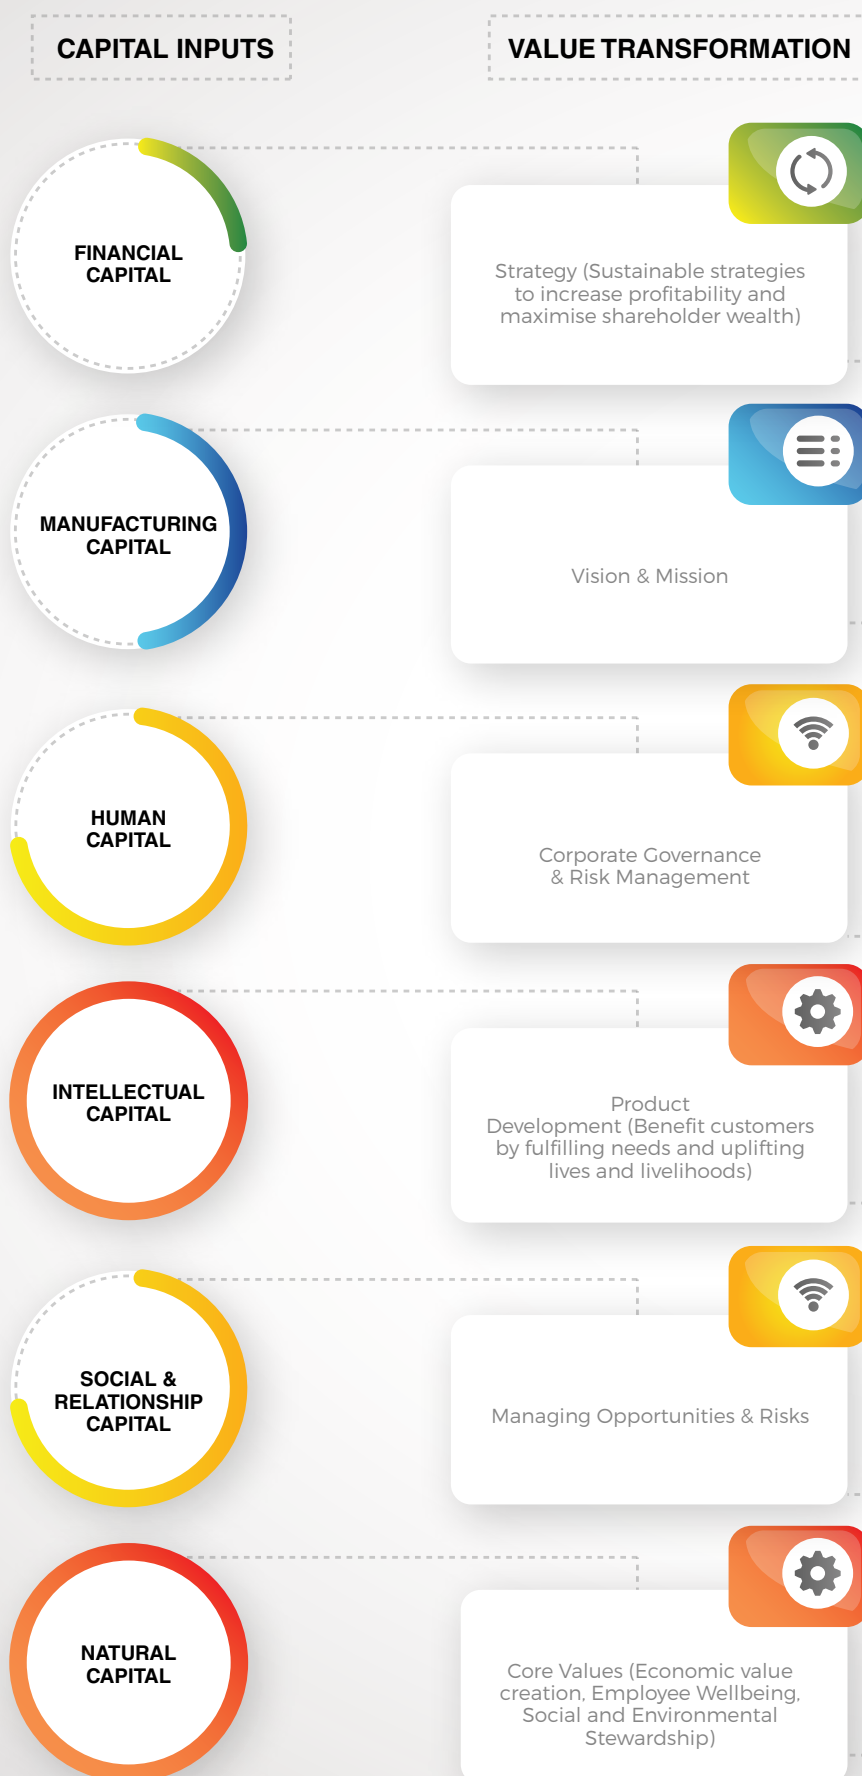 CAPITAL INPUTS
VALUE TRANSFORMATION
FINANCIAL
CAPITAL
Strategy (Sustainable strategies
to increase profitability and
maximise shareholder wealth)
MANUFACTURING
CAPITAL
Vision & Mission
HUMAN
CAPITAL
Corporate Governance
& Risk Management
INTELLECTUAL
CAPITAL
Product
Development (Benefit customers
by fulfilling needs and uplifting
lives and livelihoods)
SOCIAL &
RELATIONSHIP
CAPITAL
Managing Opportunities & Risks
NATURAL
CAPITAL
Core Values (Economic value
creation, Employee Wellbeing,
Social and Environmental
Stewardship)